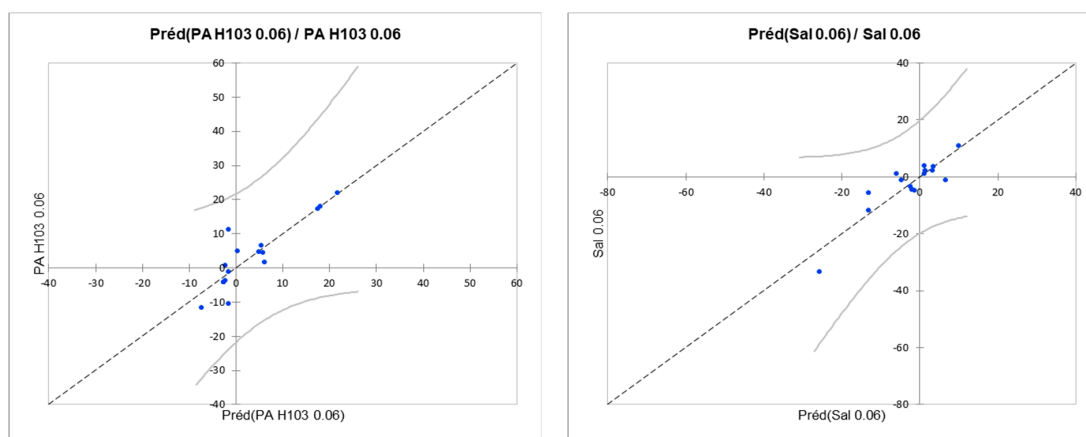 Préd(PA H103 0.06) / PA H103 0.06
60
50
40
30
20
10
0
-40 -30 -20 -10 0 10 20 30 40 50 60
-10
-20
-30
-40
PA H103 0.06
Préd(PA H103 0.06)
Préd(Sal 0.06) / Sal 0.06
40
20
0
-80 -60 -40 -20 0 20 40
-20
-40
-60
-80
Sal 0.06
Préd(Sal 0.06)